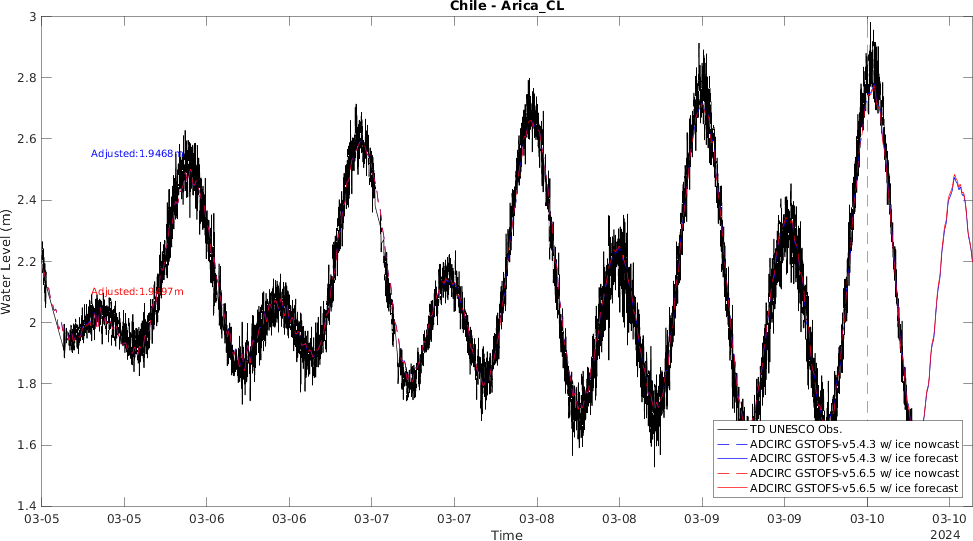 Chile - Arica_CL
3
2.8
2.6
2.4
2.2
2
1.8
1.6
1.4
Water Level (m)
Adjusted:1.9468m
TD UNESCO Obs.
ADCIRC GSTOFS-v5.4.3 w/ ice nowcast
ADCIRC GSTOFS-v5.4.3 w/ ice forecast
ADCIRC GSTOFS-v5.6.5 w/ ice nowcast
ADCIRC GSTOFS-v5.6.5 w/ ice forecast
03-05 03-05 03-06 03-06 03-07 03-07 03-08 03-08 03-09 03-09 03-10 03-10
Time 2024